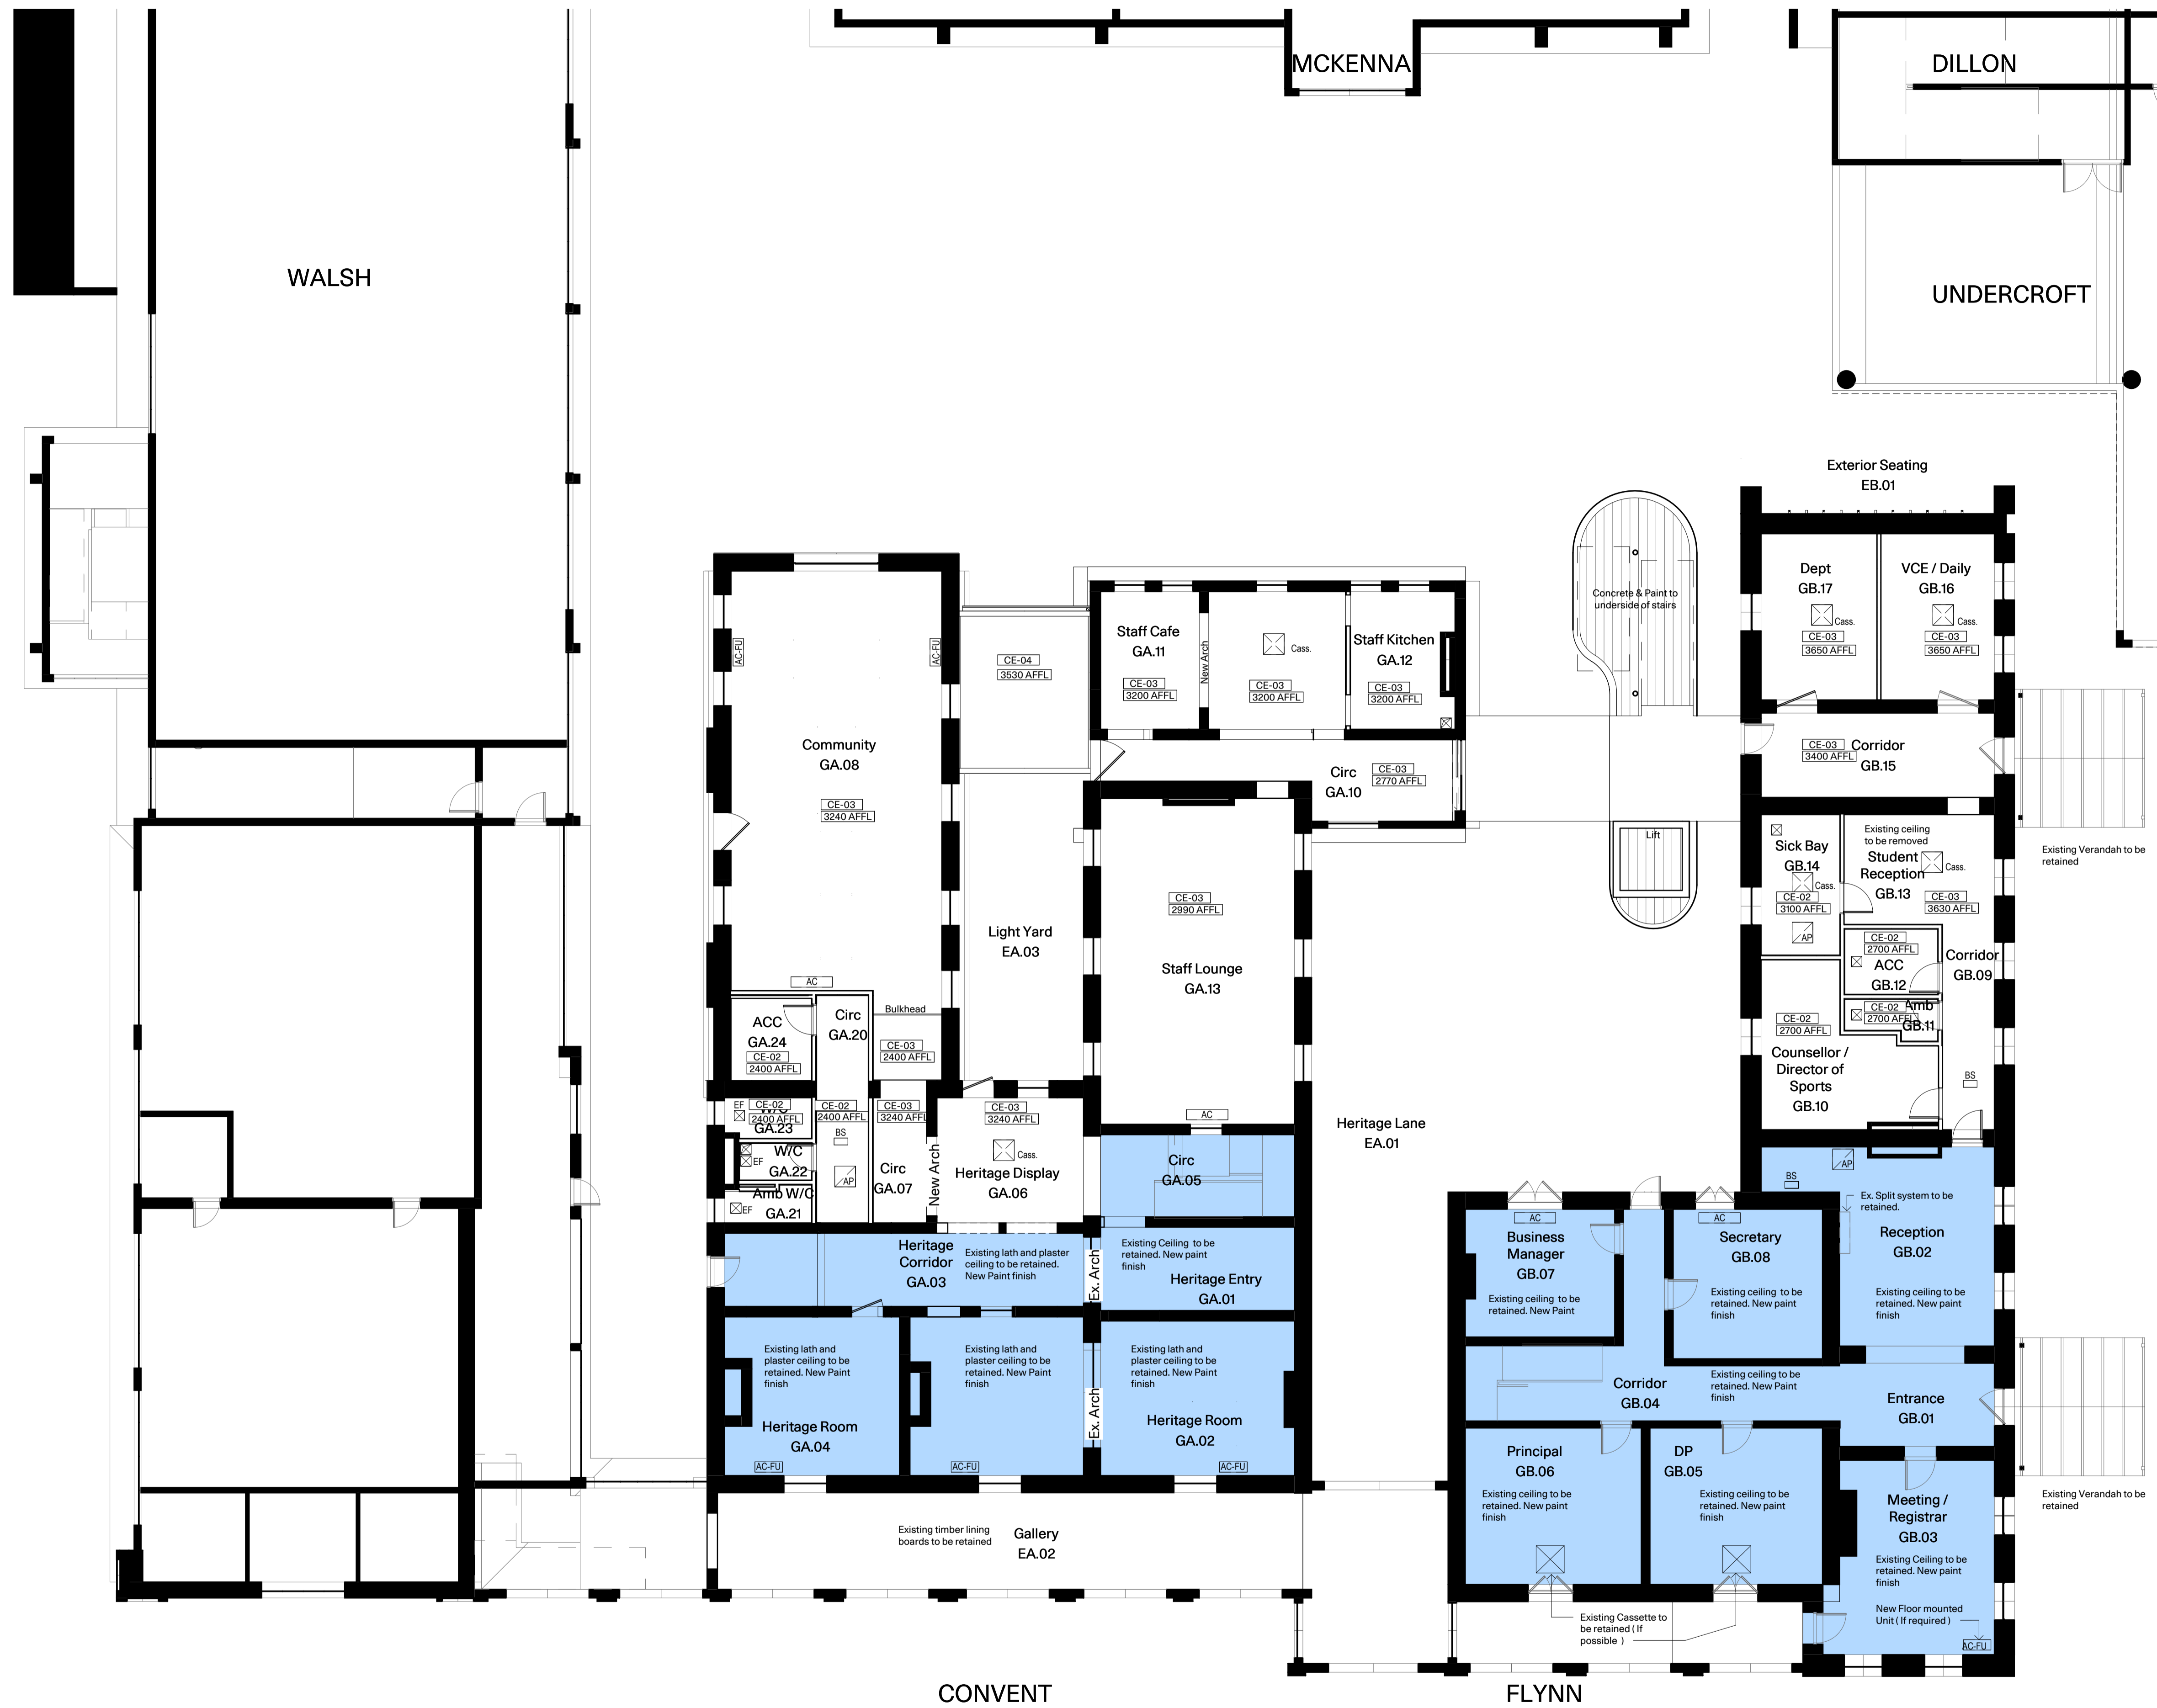 MCKENNA
DILLON
WALSH
UNDERCROFT
Exterior Seating
EB.01
Concrete & Paint to
underside of stairs
Dept
GB.17
Cass.
CE-03
3650 AFFL
VCE / Daily
GB.16
Cass.
CE-03
3650 AFFL
Staff Cafe
GA.11
CE-03
3200 AFFL
New Arch
Cass.
CE-03
3200 AFFL
Staff Kitchen
GA.12
CE-03
3200 AFFL
AC-FU
AC-FU
CE-04
3530 AFFL
Community
GA.08
CE-03
3240 AFFL
Circ
GA.10
CE-03
2770 AFFL
CE-03
3400 AFFL
Corridor
GB.15
Lift
Sick Bay
GB.14
Cass.
CE-02
3100 AFFL
AP
Existing ceiling
to be removed
Student
Reception
GB.13
Cass.
CE-03
3630 AFFL
Existing Verandah to be
retained
CE-03
2990 AFFL
Light Yard
EA.03
Staff Lounge
GA.13
AC
CE-02
2700 AFFL
ACC
GB.12
Corridor
GB.09
CE-02
2700 AFFL
Amb
GB.11
CE-02
2700 AFFL
Counsellor /
Director of
Sports
GB.10
BS
AC
ACC
GA.24
CE-02
2400 AFFL
Circ
GA.20
Bulkhead
CE-03
2400 AFFL
EF
CE-02
2400 AFFL
W/C
GA.23
CE-02
2400 AFFL
BS
CE-03
3240 AFFL
CE-03
3240 AFFL
W/C
GA.22
EF
AP
Circ
GA.07
New Arch
Cass.
Heritage Display
GA.06
Amb W/C
GA.21
EF
Circ
GA.05
Heritage Lane
EA.01
AP
BS
Ex. Split system to be
retained.
Reception
GB.02
Existing ceiling to be
retained. New paint
finish
AC
Business
Manager
GB.07
Existing ceiling to be
retained. New Paint
AC
Secretary
GB.08
Existing ceiling to be
retained. New paint
finish
Heritage
Corridor
GA.03
Existing lath and plaster
ceiling to be retained.
New Paint finish
Ex. Arch
Existing Ceiling to be
retained. New paint
finish
Heritage Entry
GA.01
Existing lath and
plaster ceiling to be
retained. New Paint
finish
Heritage Room
GA.04
AC-FU
Existing lath and
plaster ceiling to be
retained. New Paint
finish
AC-FU
Ex. Arch
Existing lath and
plaster ceiling to be
retained. New Paint
finish
Heritage Room
GA.02
AC-FU
Corridor
GB.04
Existing ceiling to be
retained. New Paint
finish
Entrance
GB.01
Principal
GB.06
Existing ceiling to be
retained. New paint
finish
DP
GB.05
Existing ceiling to be
retained. New paint
finish
Meeting /
Registrar
GB.03
Existing Ceiling to be
retained. New paint
finish
New Floor mounted
Unit ( If required )
AC-FU
Existing Verandah to be
retained
Existing timber lining
boards to be retained
Gallery
EA.02
Existing Cassette to
be retained ( If
possible )
CONVENT
FLYNN